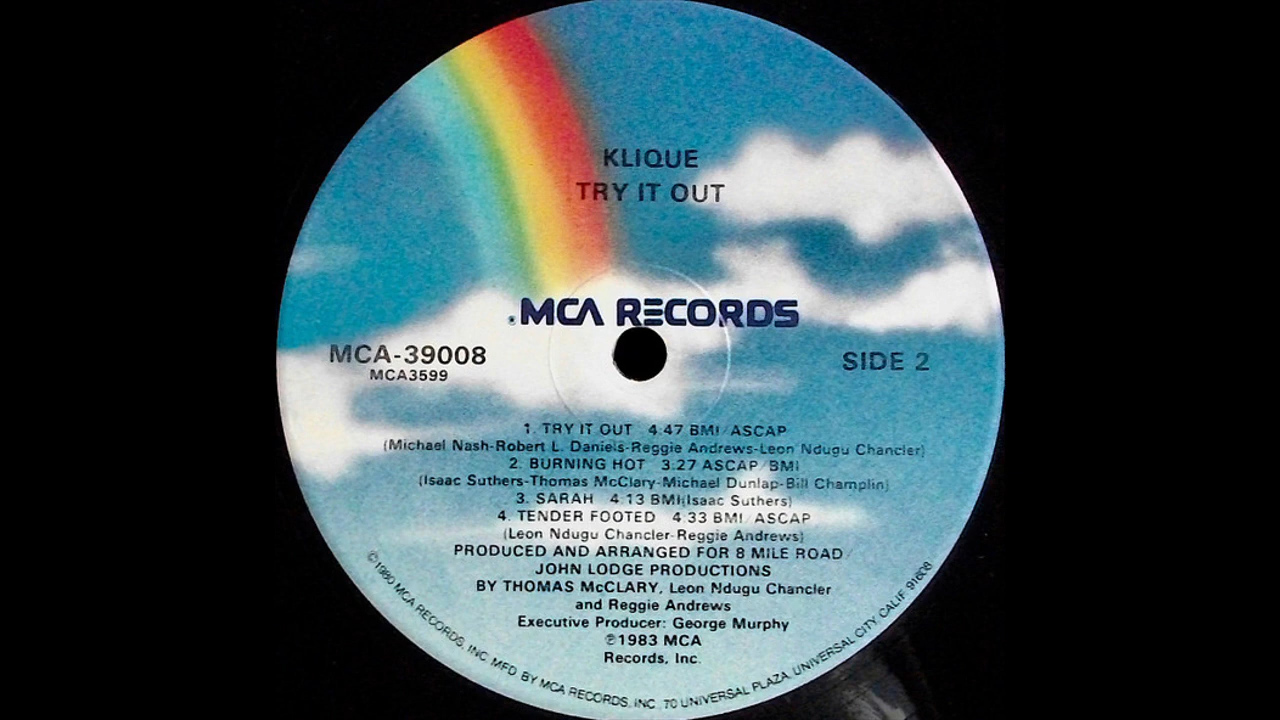 KLIQUE
TRY IT OUT
MCA RECORDS
MCA-39008
MCA3599
SIDE 2
1. TRY IT OUT 4:47 BMI/ASCAP
(Michael Nash-Robert L. Daniels-Reggie Andrews-Leon Ndugu Chancler)
2. BURNING HOT 3:27 ASCAP/BMI
(Isaac Suthers-Thomas McClary-Michael Dunlap-Bill Champlin)
3. SARAH 4:13 BMI(Isaac Suthers)
4. TENDER FOOTED 4:33 BMI/ASCAP
(Leon Ndugu Chancler-Reggie Andrews)
PRODUCED AND ARRANGED FOR 8 MILE ROAD/
JOHN LODGE PRODUCTIONS
BY THOMAS McCLARY, Leon Ndugu Chancler
and Reggie Andrews
Executive Producer: George Murphy
℗1983 MCA
Records, Inc.
©1980 MCA RECORDS, INC. MFD. BY MCA RECORDS, INC., 70 UNIVERSAL PLAZA, UNIVERSAL CITY, CALIF. 91608